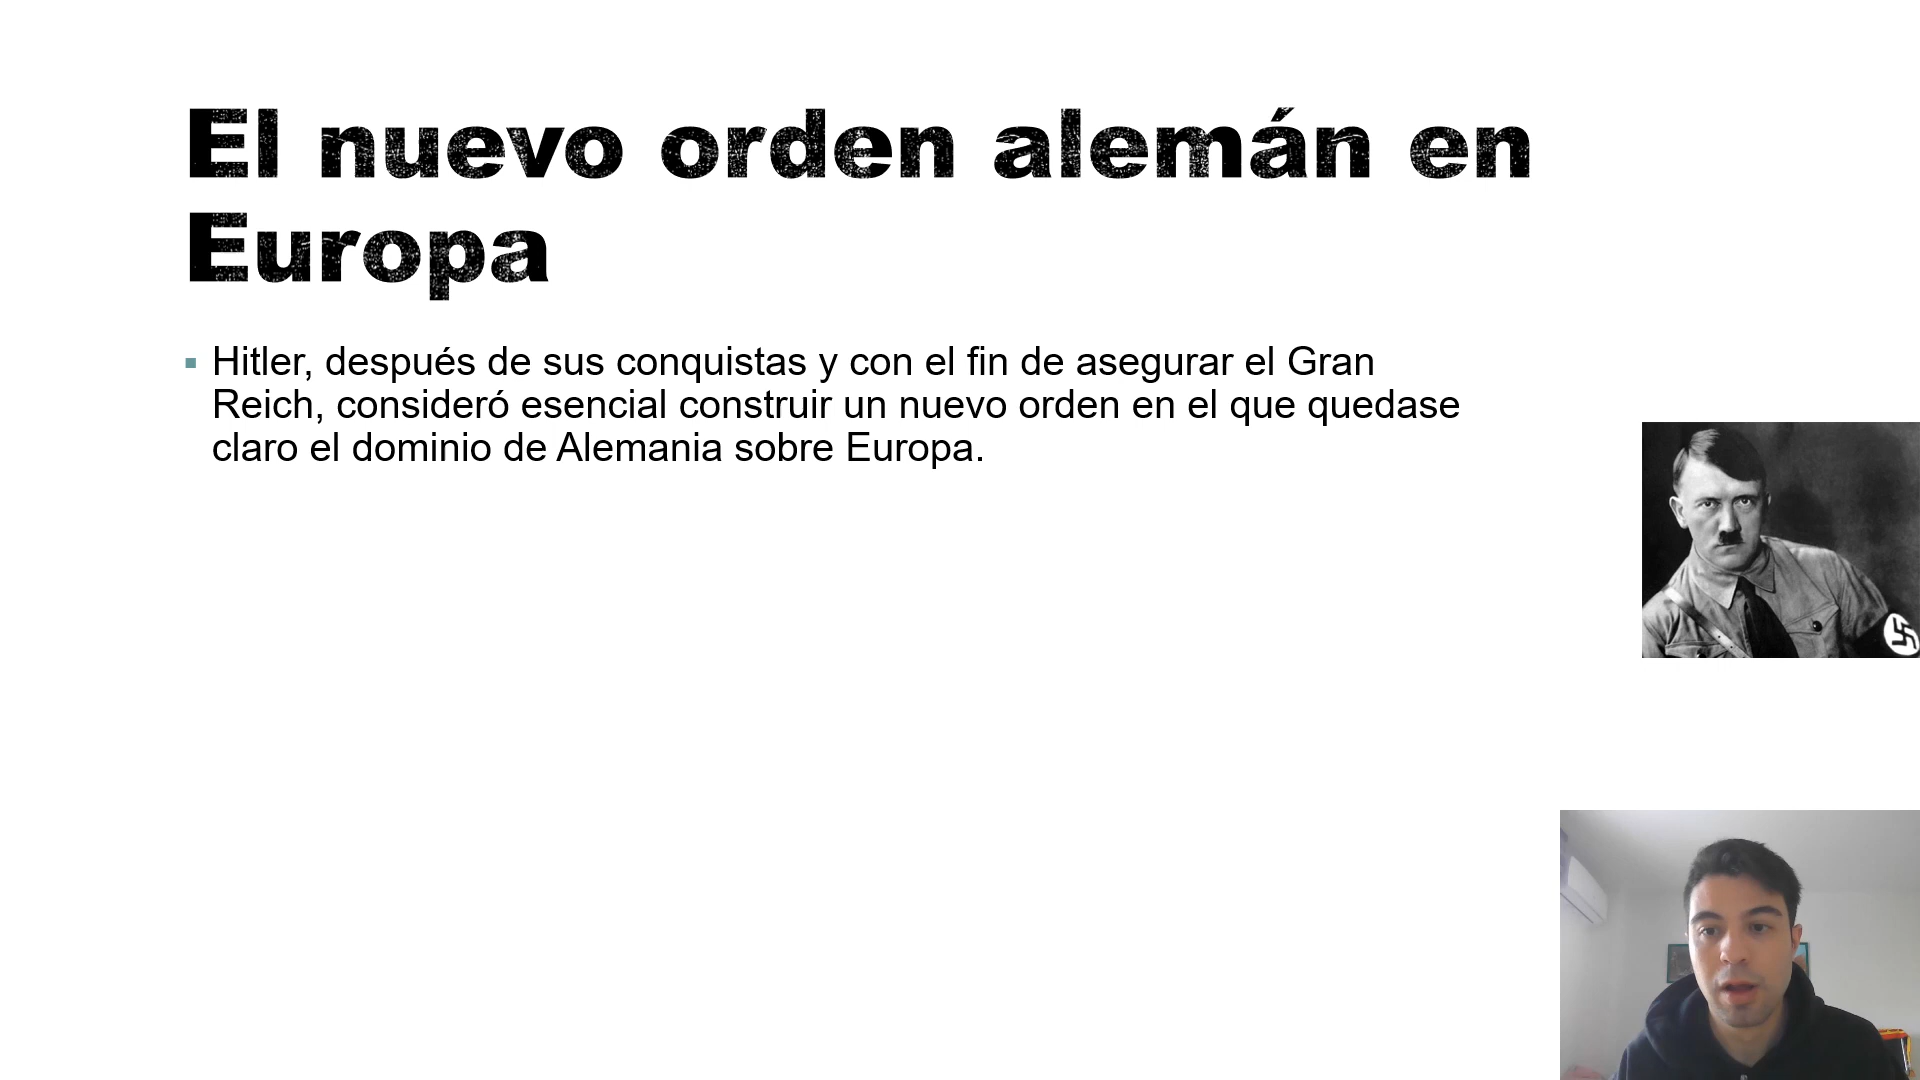 El nuevo orden alemán en
Europa
Hitler, después de sus conquistas y con el fin de asegurar el Gran
Reich, consideró esencial construir un nuevo orden en el que quedase
claro el dominio de Alemania sobre Europa.